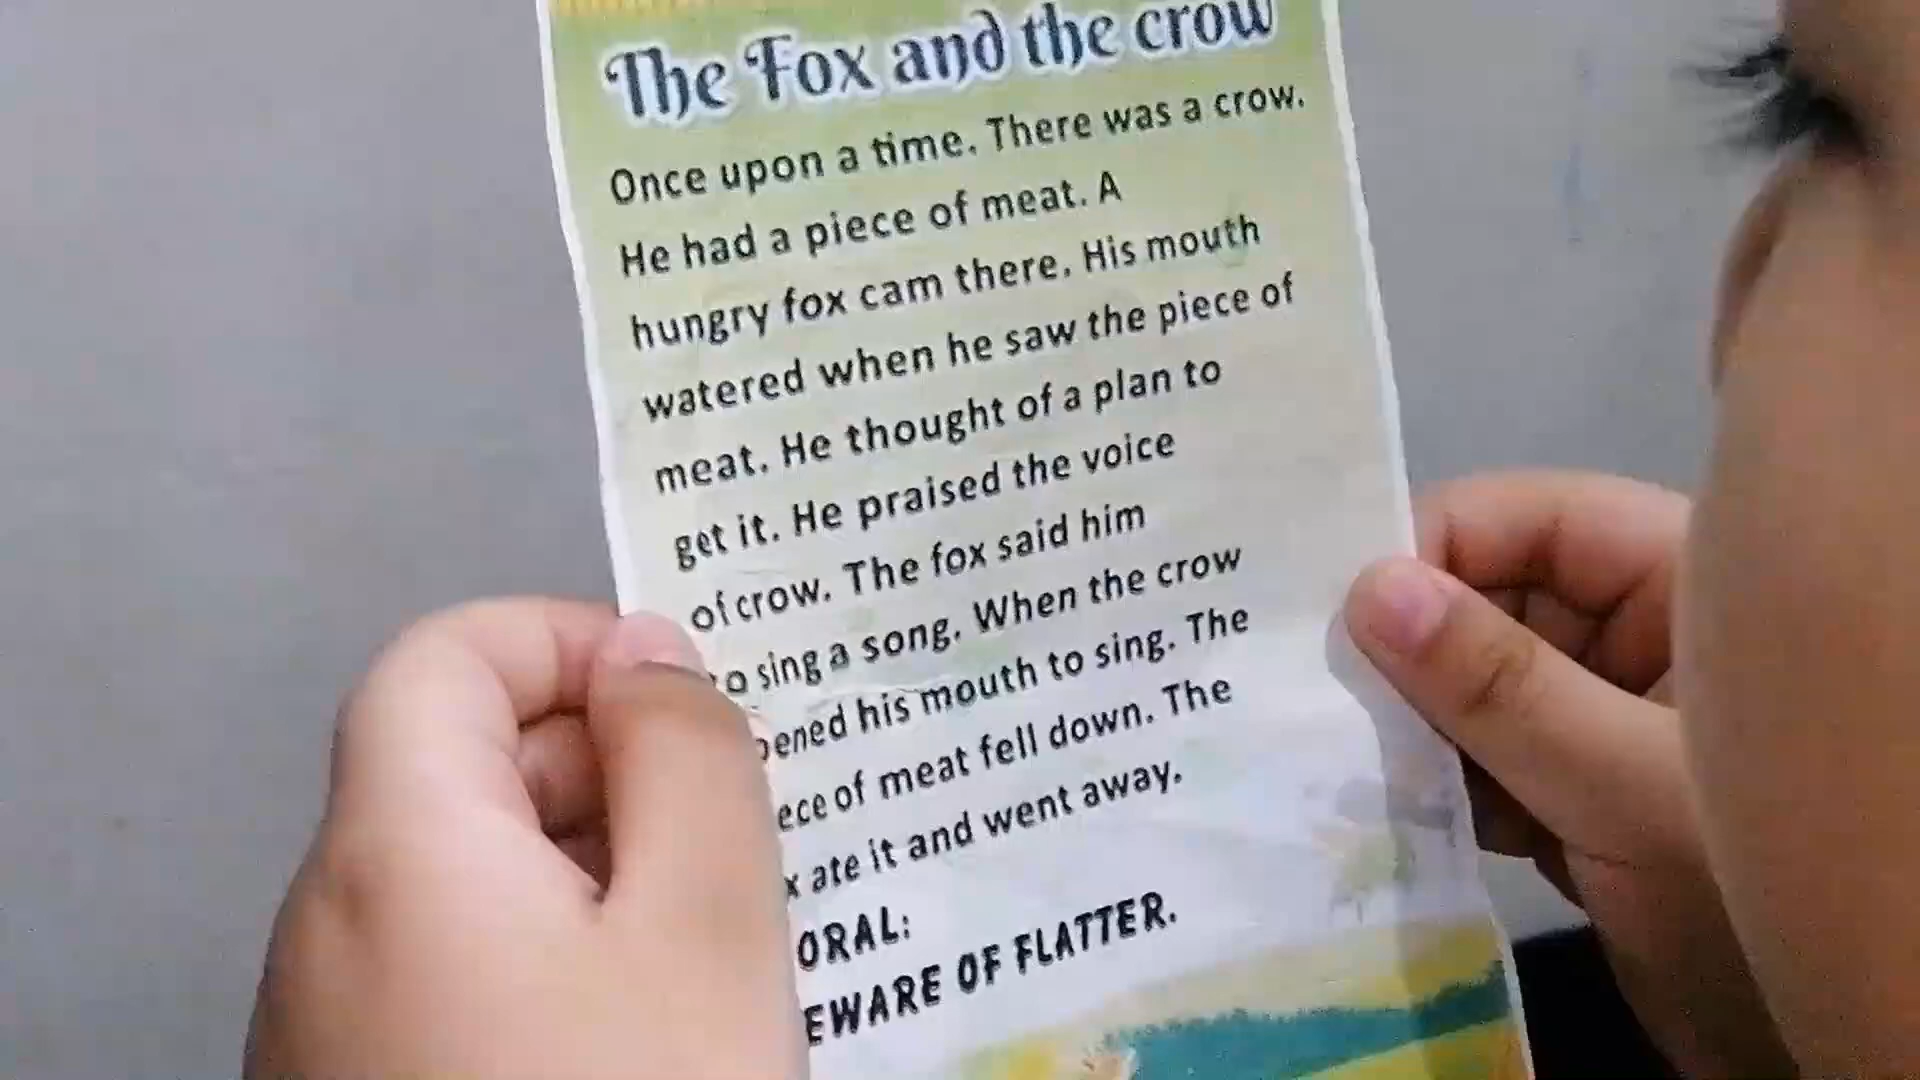 The Fox and the crow
Once upon a time. There was a crow.
He had a piece of meat. A
hungry fox cam there. His mouth
watered when he saw the piece of
meat. He thought of a plan to
get it. He praised the voice
of crow. The fox said him
to sing a song. When the crow
pened his mouth to sing. The
ece of meat fell down. The
x ate it and went away.
ORAL:
EWARE OF FLATTER.